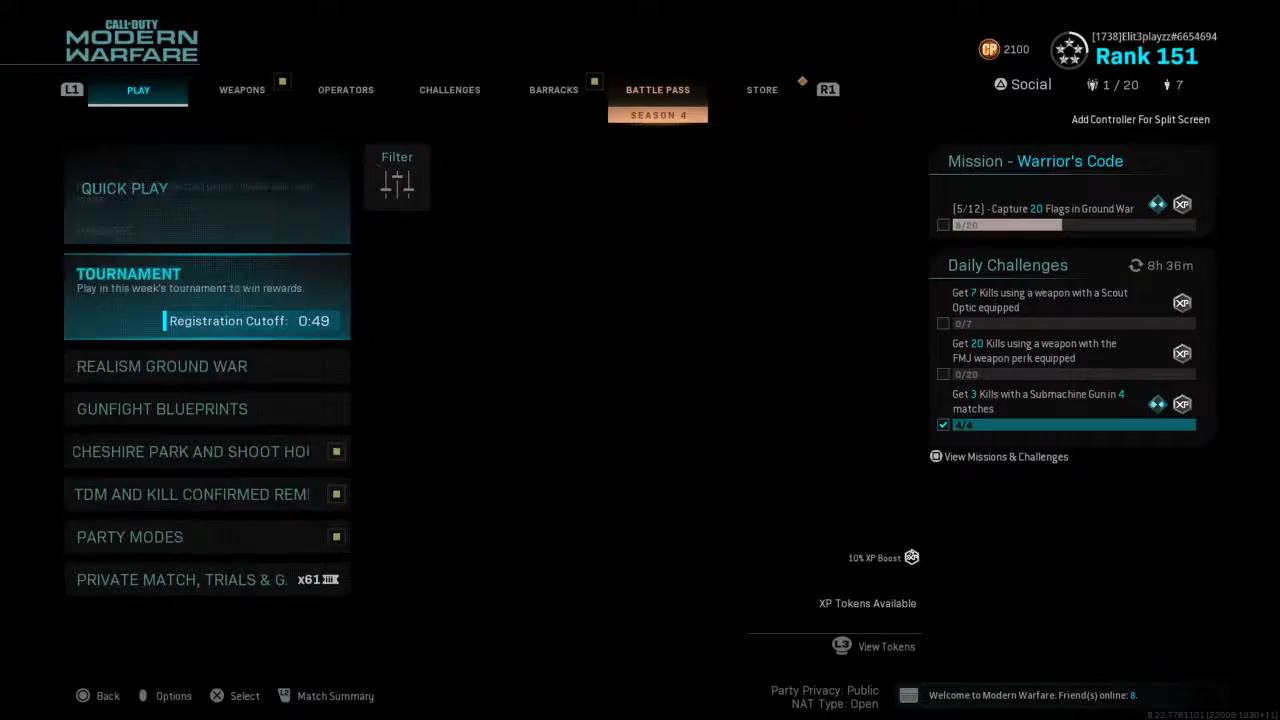 CALL·DUTY
MODERN
WARFARE
CP 2100
[1738]Elit3playzz#6654694
Rank 151
L1 PLAY WEAPONS OPERATORS CHALLENGES BARRACKS BATTLE PASS STORE R1
SEASON 4
Social 1 / 20 7
Add Controller For Split Screen
QUICK PLAY
Filter
TOURNAMENT
Play in this week's tournament to win rewards.
Registration Cutoff: 0:49
REALISM GROUND WAR
GUNFIGHT BLUEPRINTS
CHESHIRE PARK AND SHOOT HO
TDM AND KILL CONFIRMED REM
PARTY MODES
PRIVATE MATCH, TRIALS & G. x61
Mission - Warrior's Code
[5/12] - Capture 20 Flags in Ground War
XP
9/20
Daily Challenges 8h 36m
Get 7 Kills using a weapon with a Scout
Optic equipped
XP
0/7
Get 20 Kills using a weapon with the
FMJ weapon perk equipped
XP
0/20
Get 3 Kills with a Submachine Gun in 4
matches
XP
4/4
View Missions & Challenges
10% XP Boost
XP Tokens Available
L3 View Tokens
Back Options Select L2 Match Summary
Party Privacy: Public
NAT Type: Open
Welcome to Modern Warfare. Friend(s) online: 8.